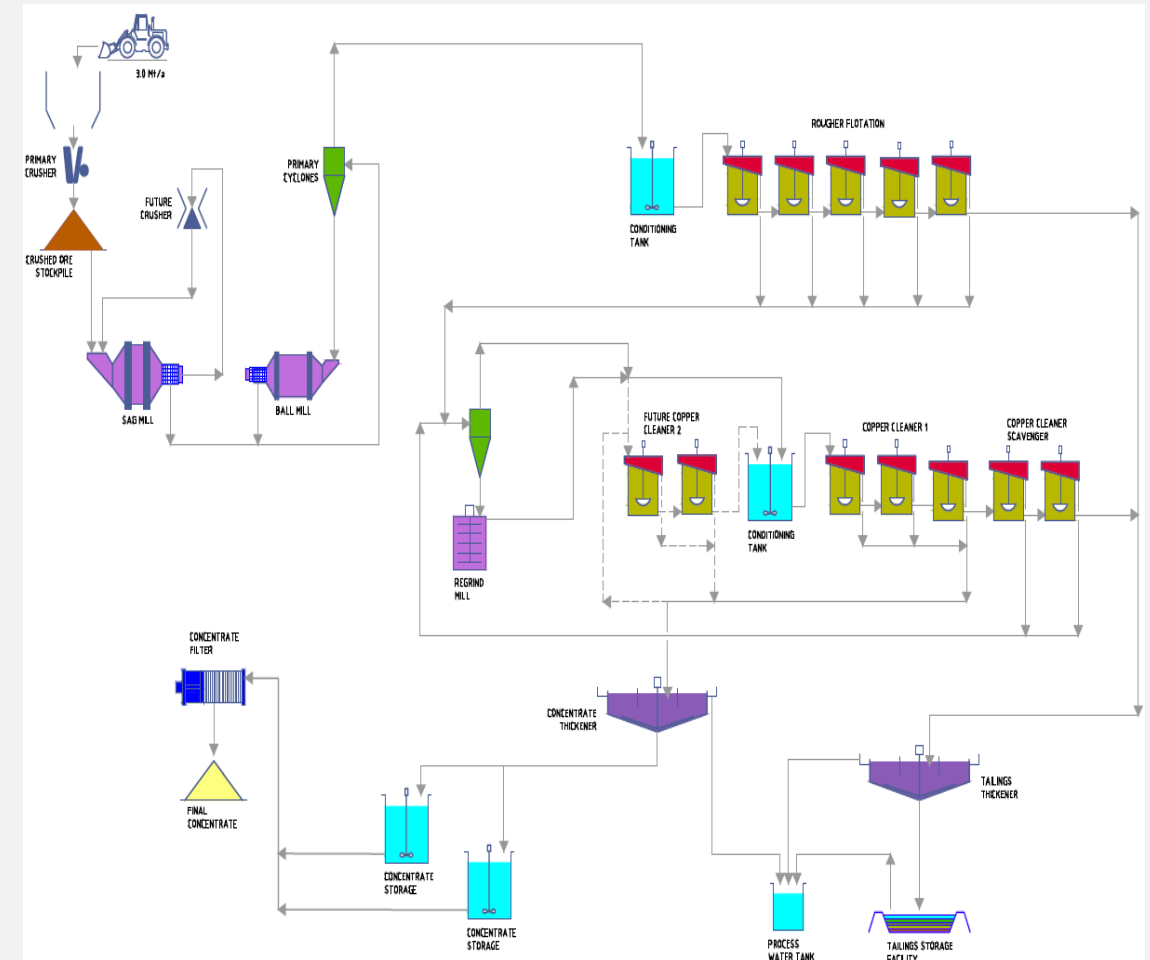 3.0 Mt/a
PRIMARY
CRUSHER
FUTURE
CRUSHER
CRUSHED ORE
STOCKPILE
SAG MILL
BALL MILL
PRIMARY
CYCLONES
CONDITIONING
TANK
ROUGHER FLOTATION
REGRIND
MILL
FUTURE COPPER
CLEANER 2
CONDITIONING
TANK
COPPER CLEANER 1
COPPER CLEANER
SCAVENGER
CONCENTRATE
FILTER
FINAL
CONCENTRATE
CONCENTRATE
THICKENER
CONCENTRATE
STORAGE
CONCENTRATE
STORAGE
TAILINGS
THICKENER
PROCESS
WATER TANK
TAILINGS STORAGE
FACILITY